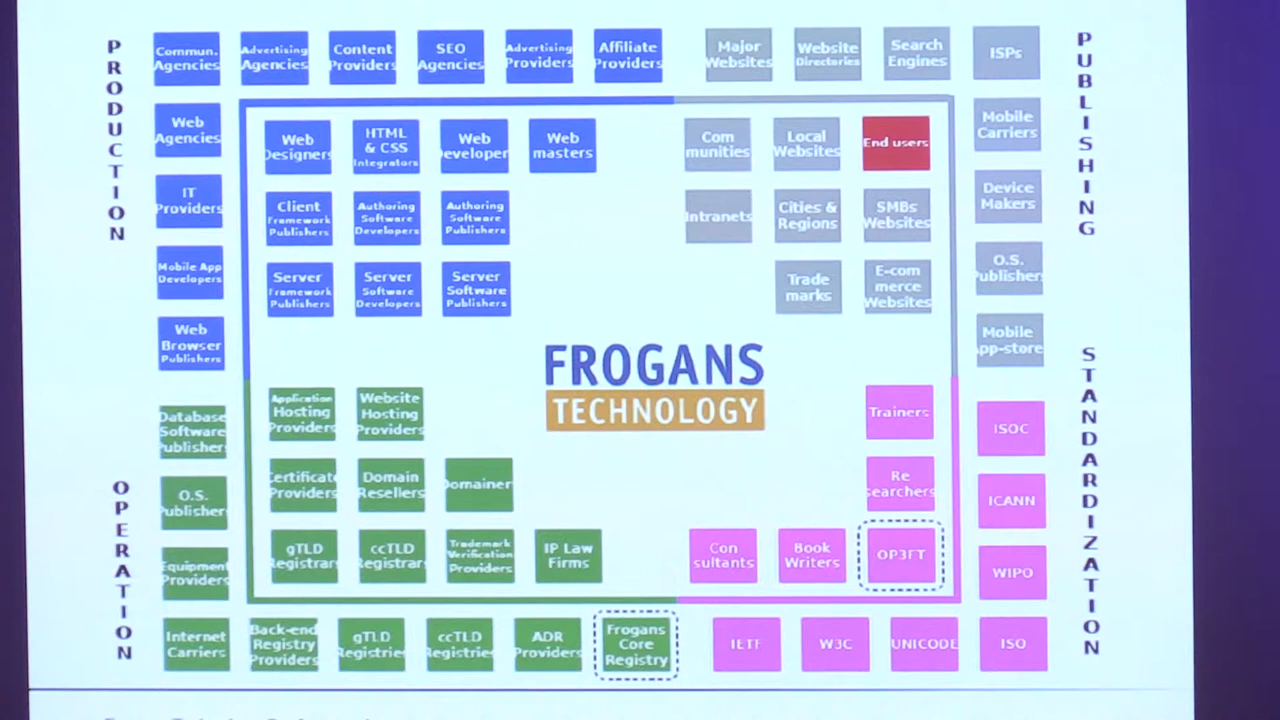 PRODUCTION
Commun.
Agencies
Advertising
Agencies
Content
Providers
SEO
Agencies
Advertising
Providers
Affiliate
Providers
Major
Websites
Website
Directories
Search
Engines
ISPs
PUBLISHING
Web
Agencies
Web
Designers
HTML
& CSS
Integrators
Web
Developer
Web
masters
Com
munities
Local
Websites
End users
Mobile
Carriers
IT
Providers
Client
Framework
Publishers
Authoring
Software
Developers
Authoring
Software
Publishers
Intranets
Cities &
Regions
SMBs
Websites
Device
Makers
Mobile App
Developers
Server
Framework
Publishers
Server
Software
Developers
Server
Software
Publishers
Trade
marks
E-com
merce
Websites
O.S.
Publishers
Web
Browser
Publishers
FROGANS
TECHNOLOGY
Mobile
App-store
STANDARDIZATION
Database
Software
Publishers
Application
Hosting
Providers
Website
Hosting
Providers
Trainers
ISOC
OPERATION
O.S.
Publishers
Certificate
Providers
Domain
Resellers
Domainer
Re
searchers
ICANN
Equipment
Providers
gTLD
Registrars
ccTLD
Registrars
Trademark
Verification
Providers
IP Law
Firms
Con
sultants
Book
Writers
OP3FT
WIPO
Internet
Carriers
Back-end
Registry
Providers
gTLD
Registries
ccTLD
Registries
ADR
Providers
Frogans
Core
Registry
IETF
W3C
UNICODE
ISO